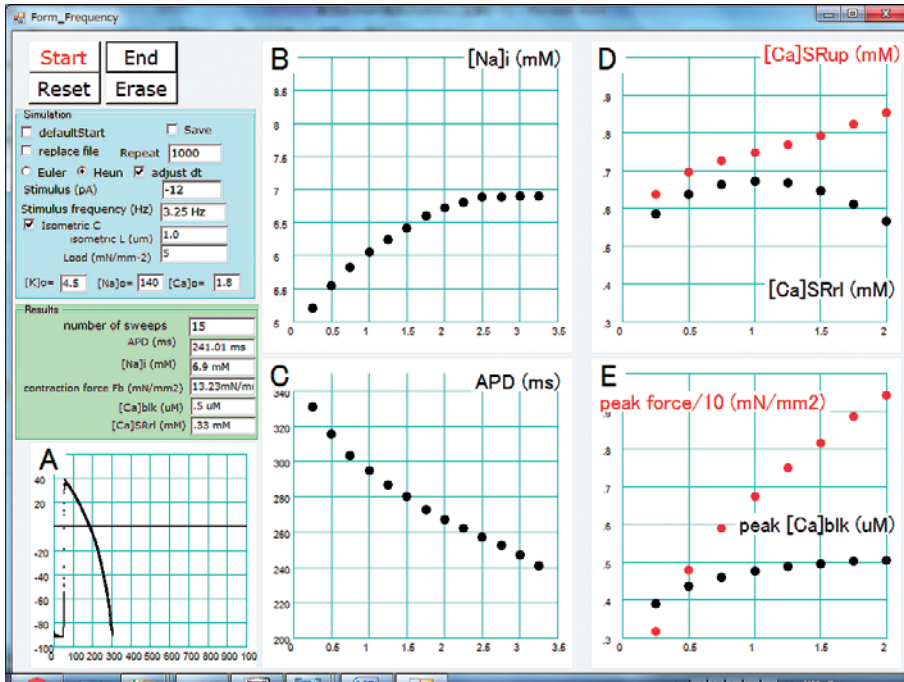 Form_Frequency
Start End
Reset Erase
Simulation
defaultStart Save
replace file Repeat 1000
Euler Heun adjust dt
Stimulus (pA) -12
Stimulus frequency (Hz) 3.25 Hz
Isometric C
isometric L (um) 1.0
Load (mN/mm-2) 5
[K]o= 4.5 [Na]o= 140 [Ca]o= 1.8
Results
number of sweeps 15
APD (ms) 241.01 ms
[Na]i (mM) 6.9 mM
contraction force Fb (mN/mm2) 13.23mN/m
[Ca]blk (uM) .5 uM
[Ca]SRrl (mM) .33 mM
A
40
20
-20
-40
-60
-80
-100
100 200 300 400 500 600 700 800 900 100
B [Na]i (mM)
8.5
8
7.5
7
6.5
6
5.5
5
0 0.5 1 1.5 2 2.5 3 3.5
C APD (ms)
340
320
300
280
260
240
220
200
0 0.5 1 1.5 2 2.5 3 3.5
D [Ca]SRup (mM)
.9
.8
.7
.6
.5
[Ca]SRrl (mM)
.3
0 0.5 1 1.5 2
E
peak force/10 (mN/mm2)
.9
.8
.7
.6
peak [Ca]blk (uM)
.5
.4
.3
0 0.5 1 1.5 2